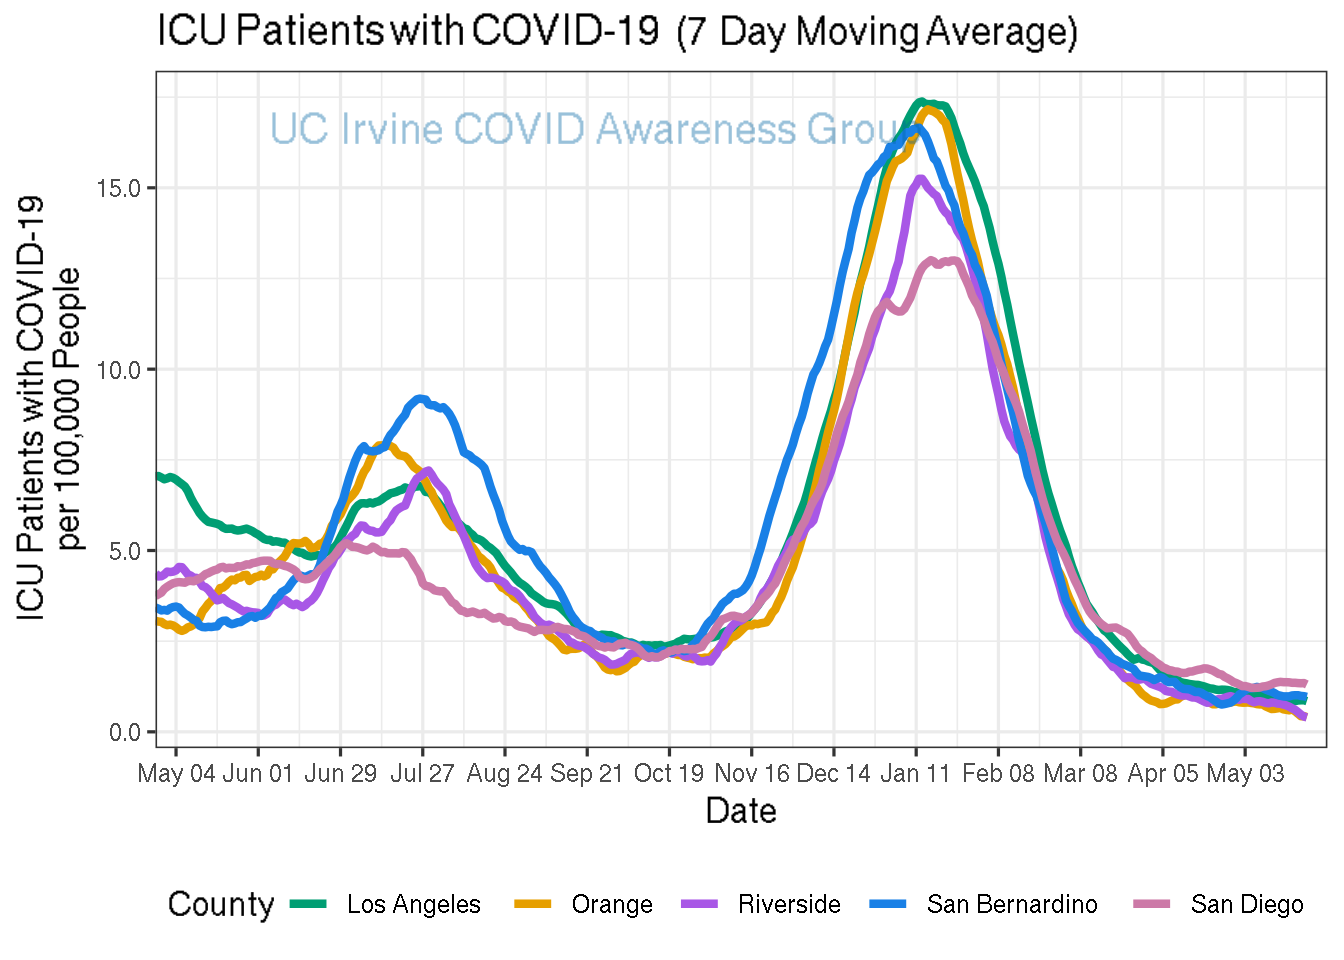 ICU Patients with COVID-19 (7 Day Moving Average)
UC Irvine COVID Awareness Group
ICU Patients with COVID-19
per 100,000 People
15.0
10.0
5.0
0.0
May 04 Jun 01 Jun 29 Jul 27 Aug 24 Sep 21 Oct 19 Nov 16 Dec 14 Jan 11 Feb 08 Mar 08 Apr 05 May 03
Date
County Los Angeles Orange Riverside San Bernardino San Diego